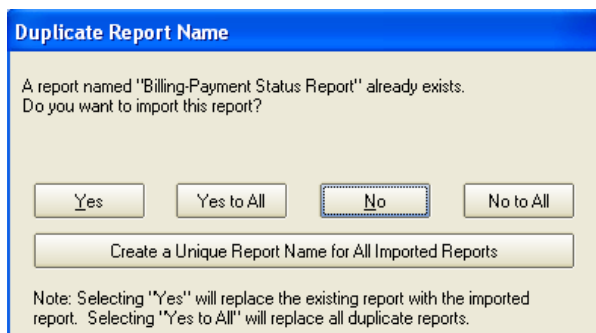 Duplicate Report Name
A report named "Billing-Payment Status Report" already exists.
Do you want to import this report?
Yes
Yes to All
No
No to All
Create a Unique Report Name for All Imported Reports
Note: Selecting "Yes" will replace the existing report with the imported
report. Selecting "Yes to All" will replace all duplicate reports.